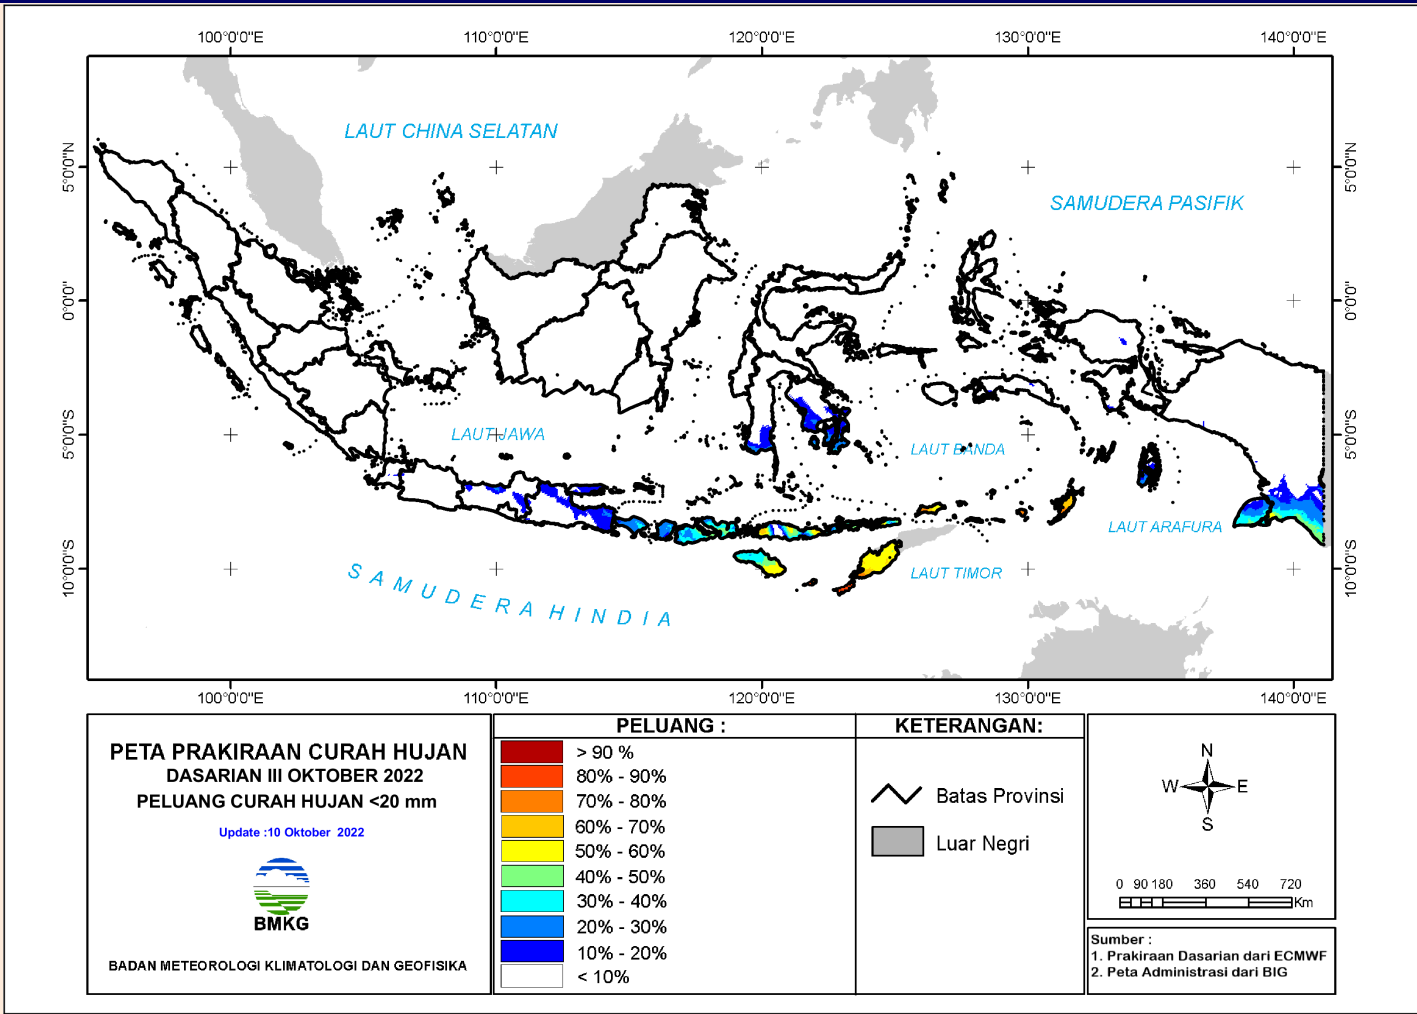 100°0'0"E 110°0'0"E 120°0'0"E 130°0'0"E 140°0'0"E
5°0'0"N
0°0'0"
5°0'0"S
10°0'0"S
LAUT CHINA SELATAN
SAMUDERA PASIFIK
LAUT JAWA
LAUT BANDA
LAUT ARAFURA
LAUT TIMOR
SAMUDERA HINDIA
5°0'0"N
0°0'0"
5°0'0"S
10°0'0"S
100°0'0"E 110°0'0"E 120°0'0"E 130°0'0"E 140°0'0"E
PETA PRAKIRAAN CURAH HUJAN
DASARIAN III OKTOBER 2022
PELUANG CURAH HUJAN <20 mm
Update :10 Oktober 2022
BMKG
BADAN METEOROLOGI KLIMATOLOGI DAN GEOFISIKA
PELUANG :
> 90 %
80% - 90%
70% - 80%
60% - 70%
50% - 60%
40% - 50%
30% - 40%
20% - 30%
10% - 20%
< 10%
KETERANGAN:
Batas Provinsi
Luar Negri
N
W E
S
0 90 180 360 540 720
Km
Sumber :
1. Prakiraan Dasarian dari ECMWF
2. Peta Administrasi dari BIG